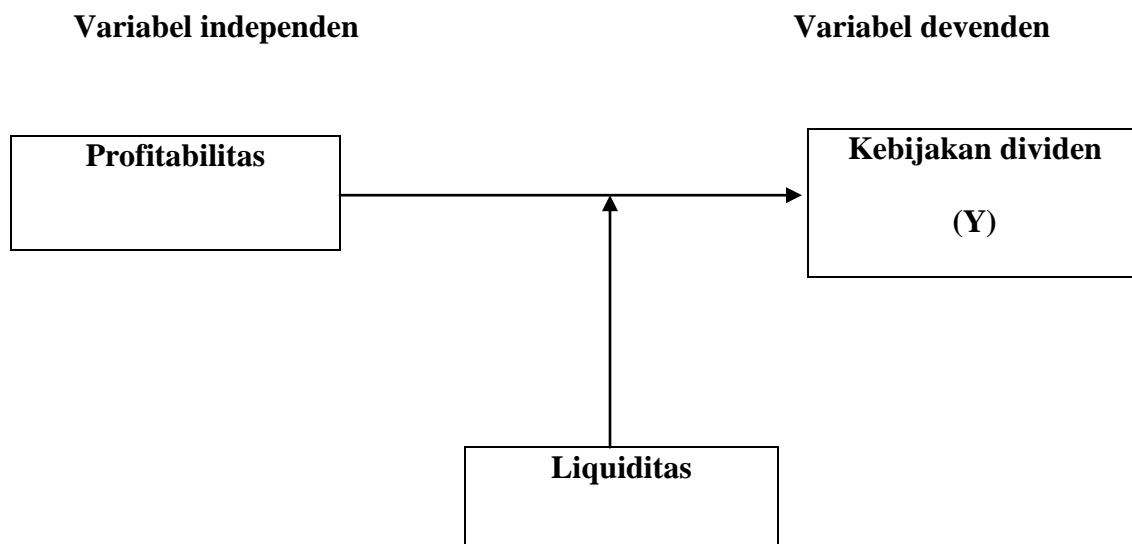 Variabel independen
Variabel devenden
Profitabilitas
Kebijakan dividen
(Y)
Liquiditas